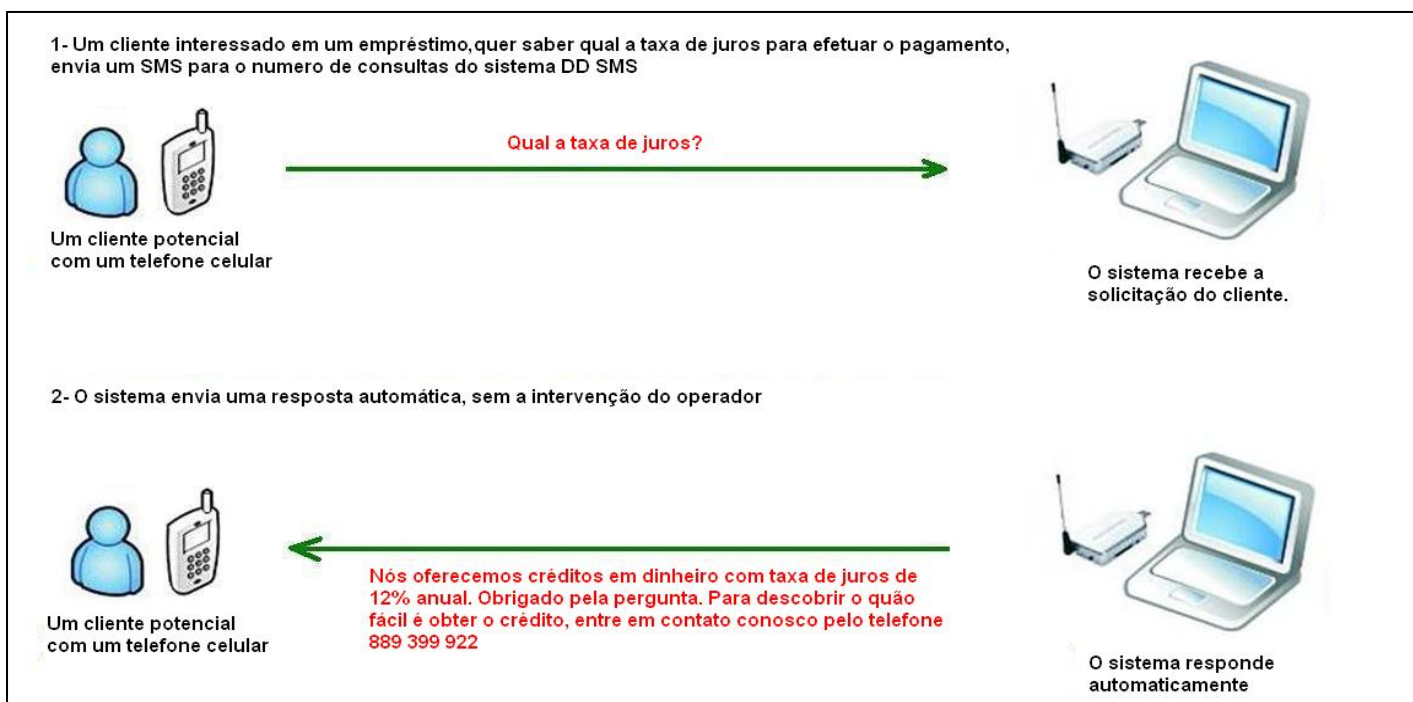 1- Um cliente interessado em um empréstimo,quer saber qual a taxa de juros para efetuar o pagamento,
envia um SMS para o numero de consultas do sistema DD SMS
Qual a taxa de juros?
Um cliente potencial
com um telefone celular
O sistema recebe a
solicitação do cliente.
2- O sistema envia uma resposta automática, sem a intervenção do operador
Nós oferecemos créditos em dinheiro com taxa de juros de
12% anual. Obrigado pela pergunta. Para descobrir o quão
fácil é obter o crédito, entre em contato conosco pelo telefone
889 399 922
Um cliente potencial
com um telefone celular
O sistema responde
automaticamente